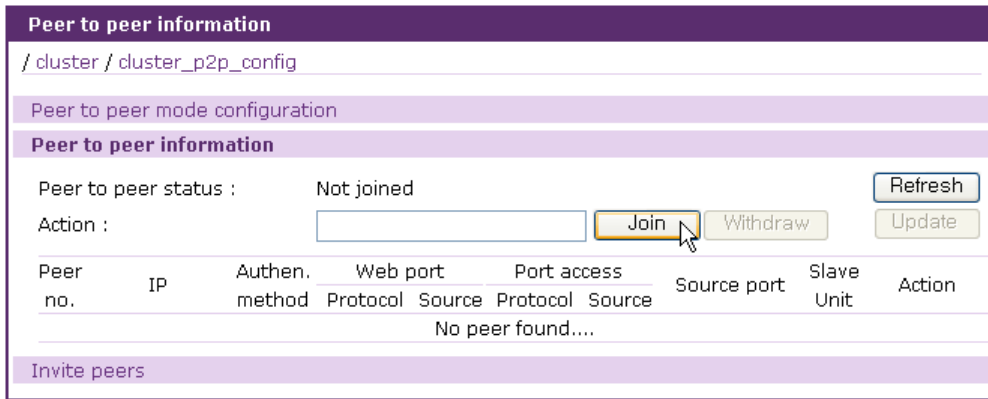 Peer to peer information
/ cluster / cluster_p2p_config
Peer to peer mode configuration
Peer to peer information
Peer to peer status : Not joined Refresh
Action : Join Withdraw Update
Peer no. IP Authen. method Web port Protocol Source Port access Protocol Source Source port Slave Unit Action
No peer found....
Invite peers